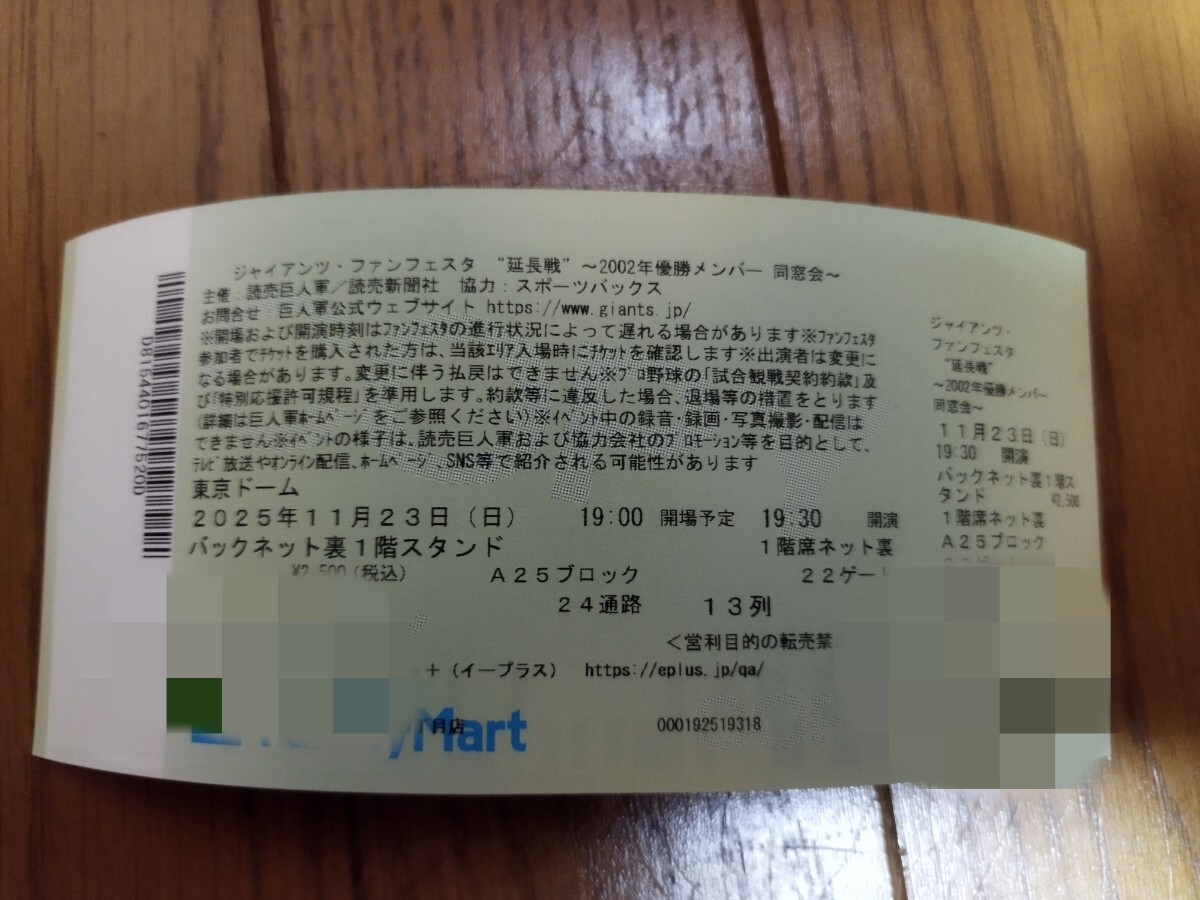 ジャイアンツ・ファンフェスタ “延長戦” ～2002年優勝メンバー 同窓会～
主催：読売巨人軍／読売新聞社 協力：スポーツバックス
お問合せ 巨人軍公式ウェブサイト https://www.giants.jp/
※開場および開演時刻はファンフェスタの進行状況によって遅れる場合があります※ファンフェスタ
参加者でチケットを購入された方は、当該エリア入場時にチケットを確認します※出演者は変更に
なる場合があります。変更に伴う払戻はできません※プロ野球の「試合観戦契約約款」及
び「特別応援許可規程」を準用します。約款等に違反した場合、退場等の措置をとります
(詳細は巨人軍ホームページをご参照ください)※イベント中の録音・録画・写真撮影・配信は
できません※イベントの様子は、読売巨人軍および協力会社のプロモーション等を目的として、
テレビ放送やオンライン配信、ホームページ、SNS等で紹介される可能性があります
東京ドーム
2025年11月23日（日） 19:00 開場予定 19:30 開演
バックネット裏1階スタンド 1階席ネット裏
¥2,500(税込) A25ブロック 22ゲート
24通路 13列
＜営利目的の転売禁
+（イープラス） https://eplus.jp/qa/
月店 000192519318
Mart
ジャイアンツ・
ファンフェスタ
“延長戦”
～2002年優勝メンバー
同窓会～
11月23日（日）
19:30 開演
バックネット裏1階ス
タンド ¥2,500
1階席ネット裏
A25ブロック
22ゲート